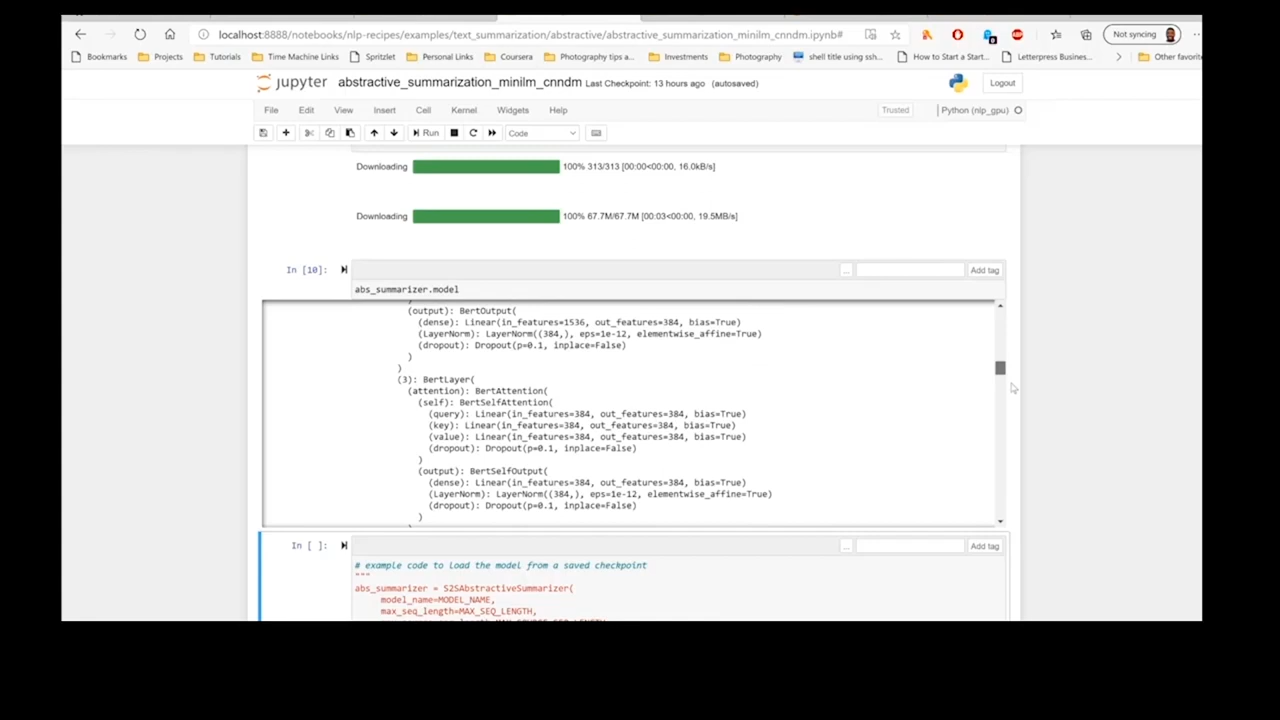 localhost:8888/notebooks/nlp-recipes/examples/text_summarization/abstractive/abstractive_summarization_minilm_cnndm.ipynb#
Not syncing
Bookmarks Projects Tutorials Time Machine Links Spritzlet Personal Links Coursera Photography tips a... Investments Photography shell title using ssh... How to Start a Start... Letterpress Busines... Other favorite
jupyter abstractive_summarization_minilm_cnndm Last Checkpoint: 13 hours ago (autosaved)
Logout
File Edit View Insert Cell Kernel Widgets Help
Trusted
Python (nlp_gpu)
Run Code
Downloading 100% 313/313 [00:00<00:00, 16.0kB/s]
Downloading 100% 67.7M/67.7M [00:03<00:00, 19.5MB/s]
In [10]:
... Add tag
abs_summarizer.model
)
(output): BertOutput(
(dense): Linear(in_features=1536, out_features=384, bias=True)
(LayerNorm): LayerNorm((384,), eps=1e-12, elementwise_affine=True)
(dropout): Dropout(p=0.1, inplace=False)
)
)
(3): BertLayer(
(attention): BertAttention(
(self): BertSelfAttention(
(query): Linear(in_features=384, out_features=384, bias=True)
(key): Linear(in_features=384, out_features=384, bias=True)
(value): Linear(in_features=384, out_features=384, bias=True)
(dropout): Dropout(p=0.1, inplace=False)
)
(output): BertSelfOutput(
(dense): Linear(in_features=384, out_features=384, bias=True)
(LayerNorm): LayerNorm((384,), eps=1e-12, elementwise_affine=True)
(dropout): Dropout(p=0.1, inplace=False)
)
In [ ]:
... Add tag
# example code to load the model from a saved checkpoint
"""
abs_summarizer = S2SAbstractiveSummarizer(
model_name=MODEL_NAME,
max_seq_length=MAX_SEQ_LENGTH,